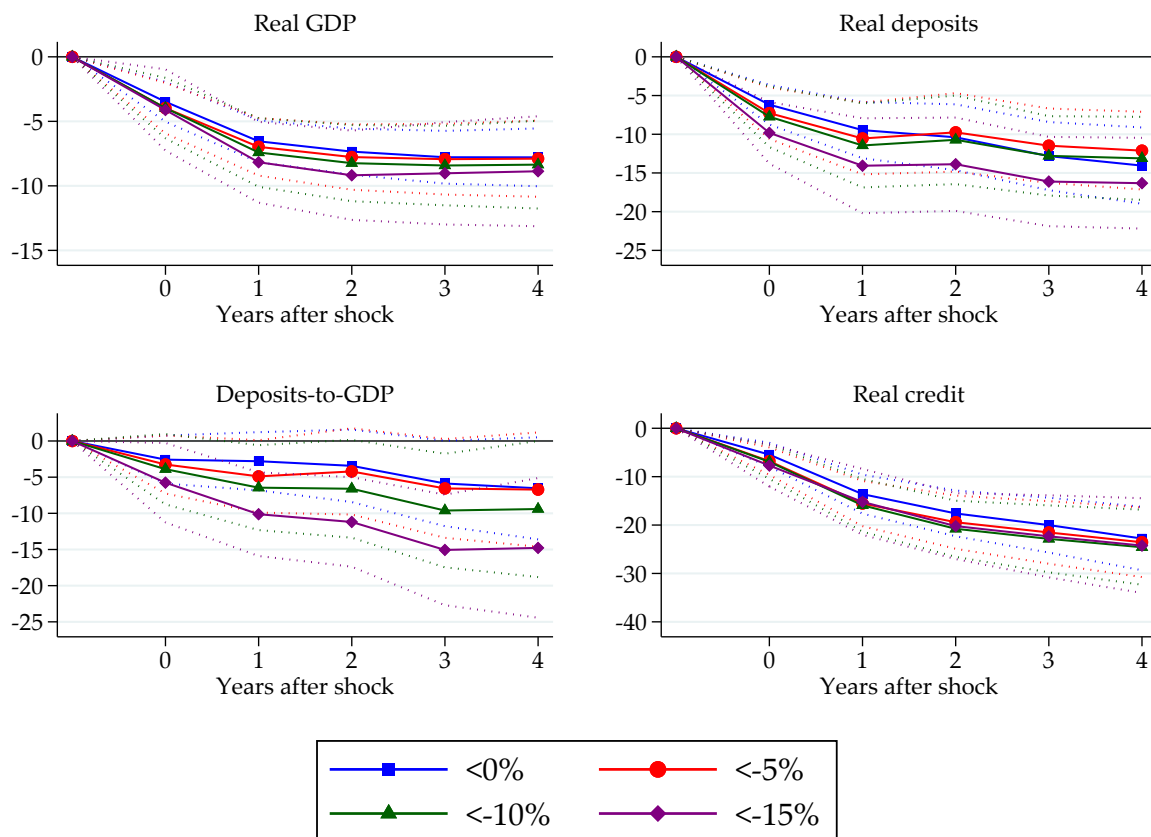 Real GDP
0
-5
-10
-15
0 1 2 3 4
Years after shock
Real deposits
0
-5
-10
-15
-20
-25
0 1 2 3 4
Years after shock
Deposits-to-GDP
0
-5
-10
-15
-20
-25
0 1 2 3 4
Years after shock
Real credit
0
-10
-20
-30
-40
0 1 2 3 4
Years after shock
<0% <-5%
<-10% <-15%